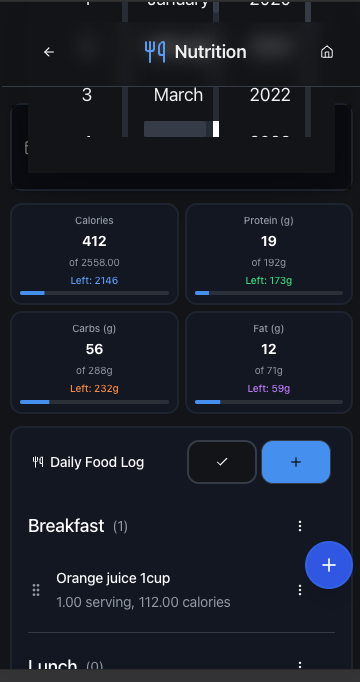 January
Nutrition
3 March 2022
Calories
412
of 2558.00
Left: 2146
Protein (g)
19
of 192g
Left: 173g
Carbs (g)
56
of 288g
Left: 232g
Fat (g)
12
of 71g
Left: 59g
Daily Food Log
Breakfast (1)
Orange juice 1cup
1.00 serving, 112.00 calories
Lunch (0)